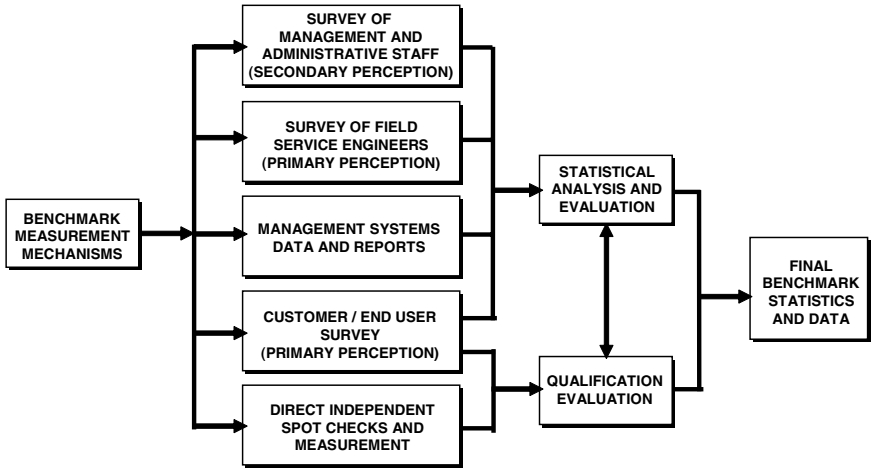 SURVEY OF
MANAGEMENT AND
ADMINISTRATIVE STAFF
(SECONDARY PERCEPTION)
SURVEY OF FIELD
SERVICE ENGINEERS
(PRIMARY PERCEPTION)
BENCHMARK
MEASUREMENT
MECHANISMS
MANAGEMENT SYSTEMS
DATA AND REPORTS
CUSTOMER / END USER
SURVEY
(PRIMARY PERCEPTION)
DIRECT INDEPENDENT
SPOT CHECKS AND
MEASUREMENT
STATISTICAL
ANALYSIS AND
EVALUATION
QUALIFICATION
EVALUATION
FINAL
BENCHMARK
STATISTICS
AND DATA